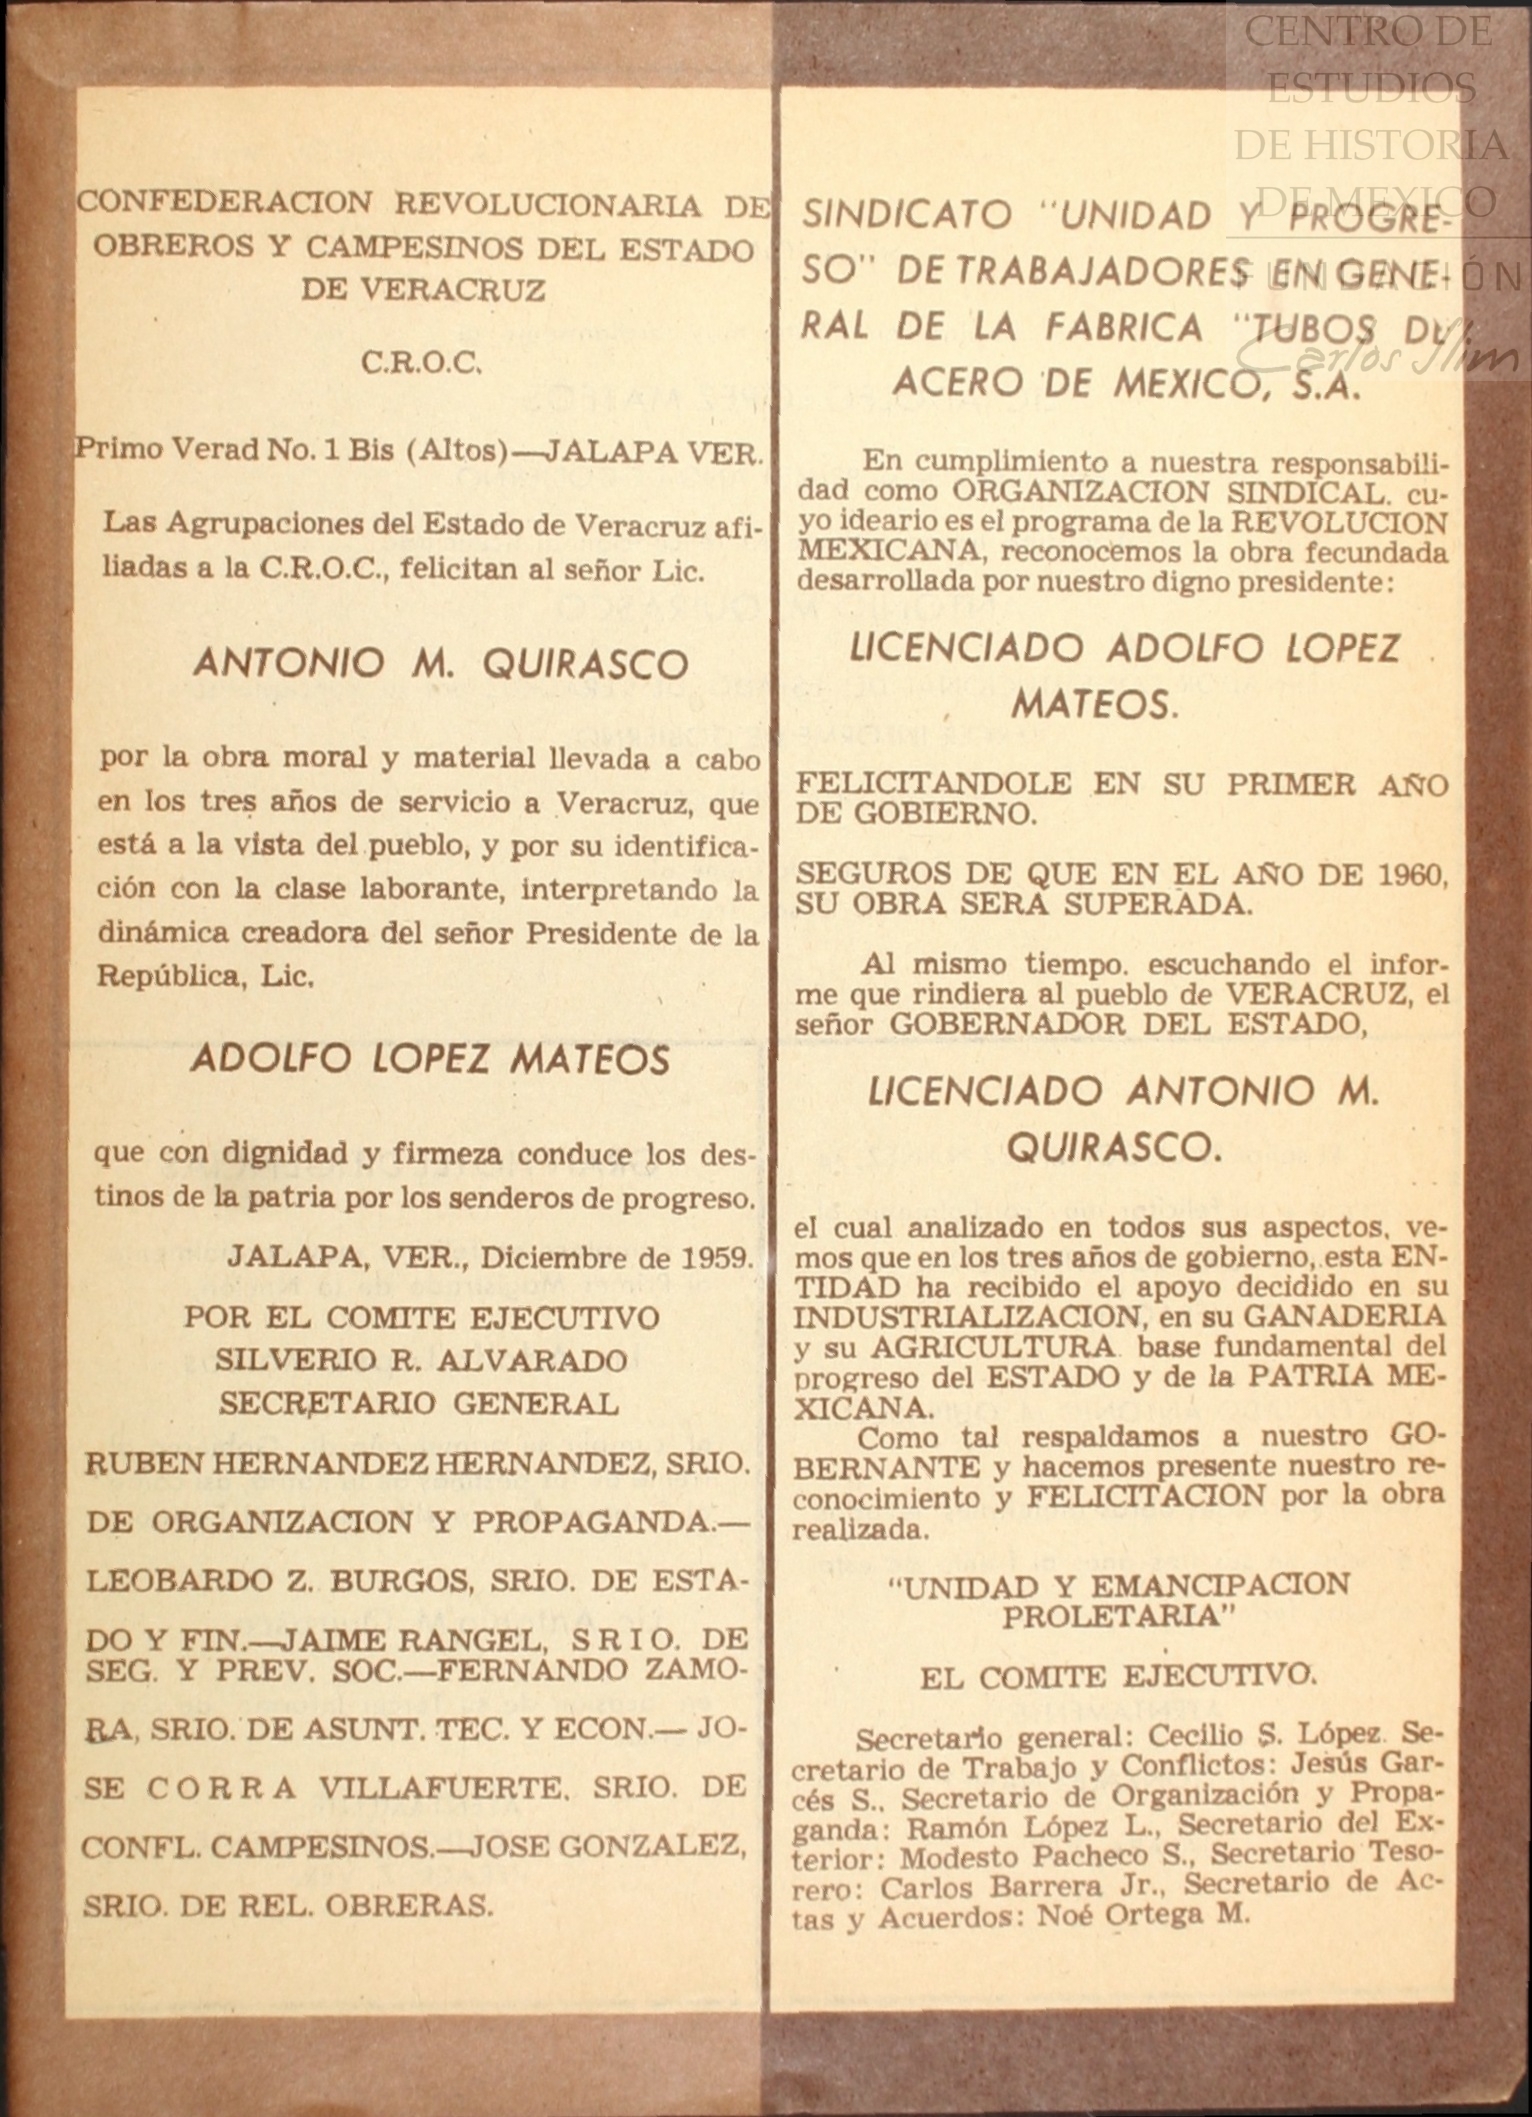 CONFEDERACION REVOLUCIONARIA DE
OBREROS Y CAMPESINOS DEL ESTADO
DE VERACRUZ
C.R.O.C.
Primo Verad No. 1 Bis (Altos)—JALAPA VER.
Las Agrupaciones del Estado de Veracruz afi-
liadas a la C.R.O.C., felicitan al señor Lic.
ANTONIO M. QUIRASCO
por la obra moral y material llevada a cabo
en los tres años de servicio a Veracruz, que
está a la vista del pueblo, y por su identifica-
ción con la clase laborante, interpretando la
dinámica creadora del señor Presidente de la
República, Lic.
ADOLFO LOPEZ MATEOS
que con dignidad y firmeza conduce los des-
tinos de la patria por los senderos de progreso.
JALAPA, VER., Diciembre de 1959.
POR EL COMITE EJECUTIVO
SILVERIO R. ALVARADO
SECRETARIO GENERAL
RUBEN HERNANDEZ HERNANDEZ, SRIO.
DE ORGANIZACION Y PROPAGANDA.—
LEOBARDO Z. BURGOS, SRIO. DE ESTA-
DO Y FIN.—JAIME RANGEL, SRIO. DE
SEG. Y PREV. SOC.—FERNANDO ZAMO-
RA, SRIO. DE ASUNT. TEC. Y ECON.— JO-
SE CORRA VILLAFUERTE, SRIO. DE
CONFL. CAMPESINOS.—JOSE GONZALEZ,
SRIO. DE REL. OBRERAS.
SINDICATO "UNIDAD Y PROGRE-
SO" DE TRABAJADORES EN GENE-
RAL DE LA FABRICA "TUBOS DE
ACERO DE MEXICO, S.A.
En cumplimiento a nuestra responsabili-
dad como ORGANIZACION SINDICAL. cu-
yo ideario es el programa de la REVOLUCION
MEXICANA, reconocemos la obra fecundada
desarrollada por nuestro digno presidente:
LICENCIADO ADOLFO LOPEZ
MATEOS.
FELICITANDOLE EN SU PRIMER AÑO
DE GOBIERNO.
SEGUROS DE QUE EN EL AÑO DE 1960,
SU OBRA SERA SUPERADA.
Al mismo tiempo. escuchando el infor-
me que rindiera al pueblo de VERACRUZ, el
señor GOBERNADOR DEL ESTADO,
LICENCIADO ANTONIO M.
QUIRASCO.
el cual analizado en todos sus aspectos, ve-
mos que en los tres años de gobierno, esta EN-
TIDAD ha recibido el apoyo decidido en su
INDUSTRIALIZACION, en su GANADERIA
y su AGRICULTURA base fundamental del
progreso del ESTADO y de la PATRIA ME-
XICANA.
Como tal respaldamos a nuestro GO-
BERNANTE y hacemos presente nuestro re-
conocimiento y FELICITACION por la obra
realizada.
"UNIDAD Y EMANCIPACION
PROLETARIA"
EL COMITE EJECUTIVO.
Secretario general: Cecilio S. López. Se-
cretario de Trabajo y Conflictos: Jesús Gar-
cés S., Secretario de Organización y Propa-
ganda: Ramón López L., Secretario del Ex-
terior: Modesto Pacheco S., Secretario Teso-
rero: Carlos Barrera Jr., Secretario de Ac-
tas y Acuerdos: Noé Ortega M.
CENTRO DE
ESTUDIOS
DE HISTORIA
DE MEXICO
FUNDACIÓN
Carlos Slim